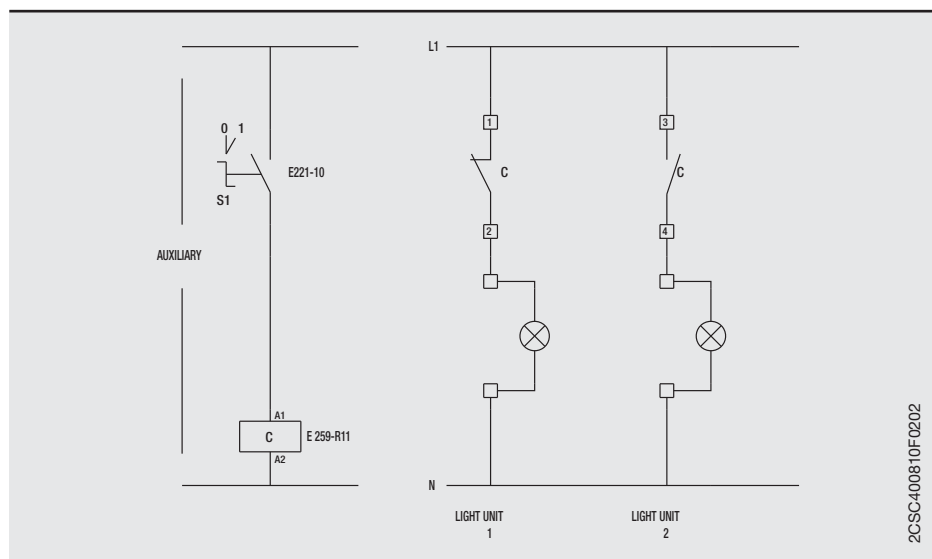 L1
0 1
1
3
E221-10
C
C
S1
2
4
AUXILIARY
A1
C
E 259-R11
A2
N
LIGHT UNIT
1
LIGHT UNIT
2
2CSC400810F0202